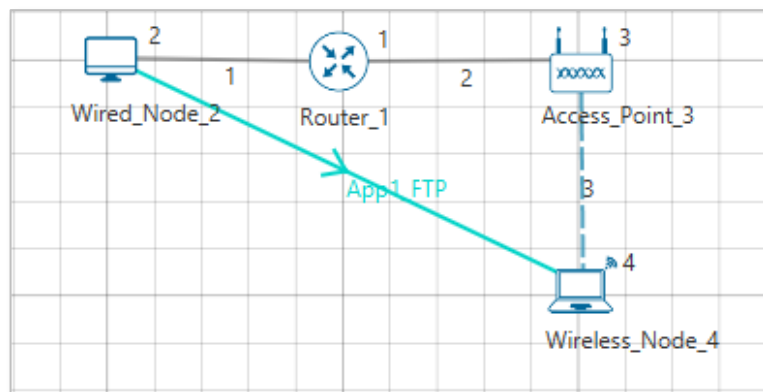 2
1
3
1
2
Wired_Node_2
Router_1
Access_Point_3
App1_FTP
3
4
Wireless_Node_4